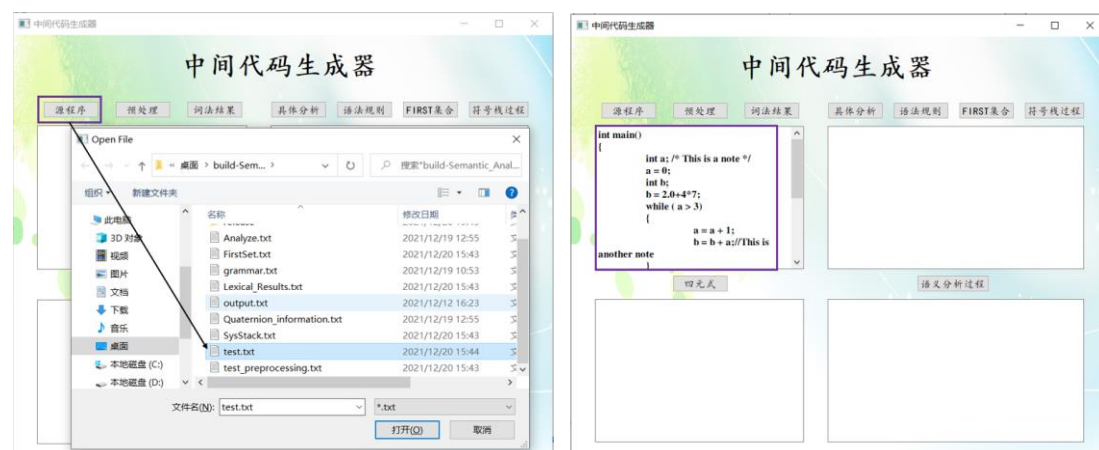 中间代码生成器
中间代码生成器
源程序 预处理 词法结果 具体分析 语法规则 FIRST集合 符号栈过程
Open File
桌面 › build-Sem... ›
搜索"build-Semantic_Anal...
组织 新建文件夹
名称 修改日期
此电脑
3D 对象
视频
图片
文档
下载
音乐
桌面
本地磁盘 (C:)
本地磁盘 (D:)
Analyze.txt 2021/12/19 12:55
FirstSet.txt 2021/12/20 15:43
grammar.txt 2021/12/19 10:53
Lexical_Results.txt 2021/12/20 15:43
output.txt 2021/12/12 16:23
Quaternion_information.txt 2021/12/19 12:55
SysStack.txt 2021/12/20 15:43
test.txt 2021/12/20 15:44
test_preprocessing.txt 2021/12/20 15:43
文件名(N): test.txt *.txt
打开(O) 取消
中间代码生成器
中间代码生成器
源程序 预处理 词法结果 具体分析 语法规则 FIRST集合 符号栈过程
int main()
{
int a; /* This is a note */
a = 0;
int b;
b = 2.0+4*7;
while ( a > 3)
{
a = a + 1;
b = b + a;//This is
another note
}
四元式 语义分析过程